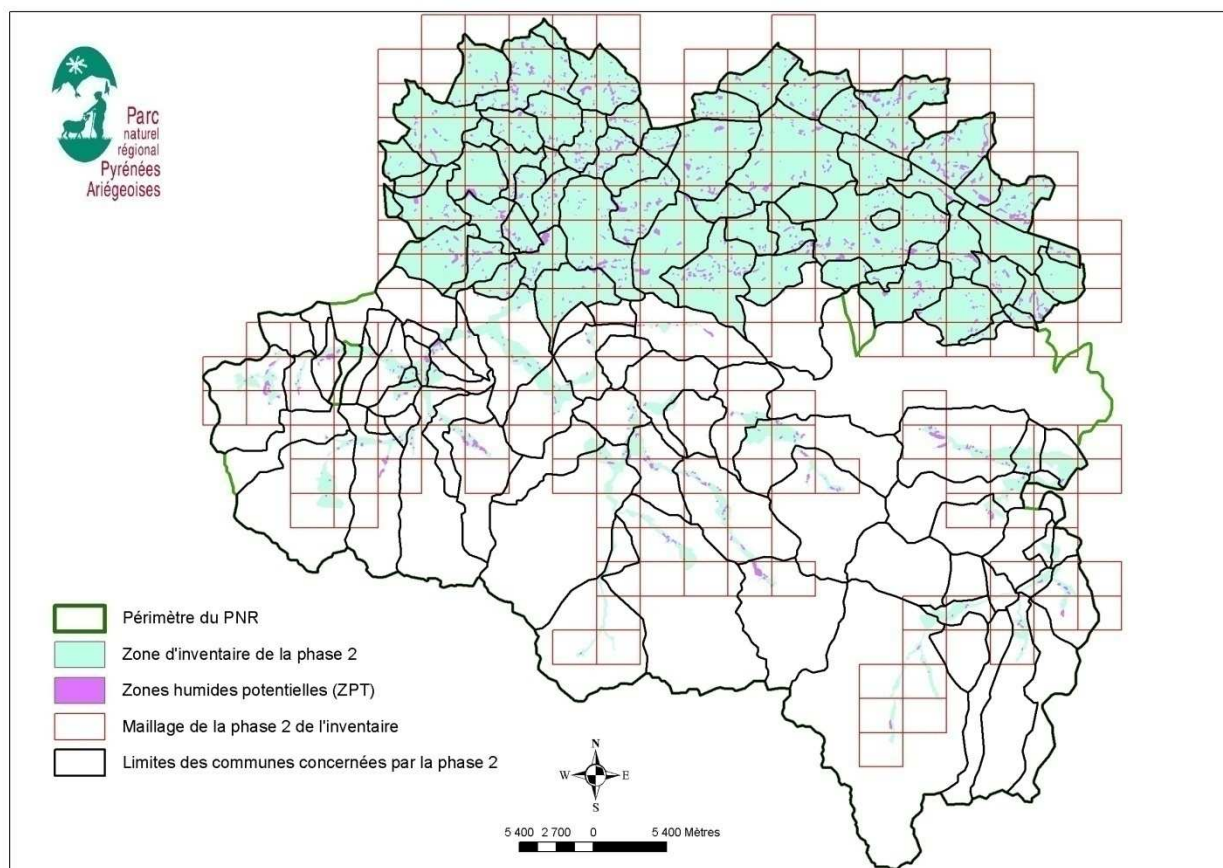 Parc
naturel
régional
Pyrénées
Ariégeoises
Périmètre du PNR
Zone d'inventaire de la phase 2
Zones humides potentielles (ZPT)
Maillage de la phase 2 de l'inventaire
Limites des communes concernées par la phase 2
N
W E
S
5 400 2 700 0 5 400 Mètres